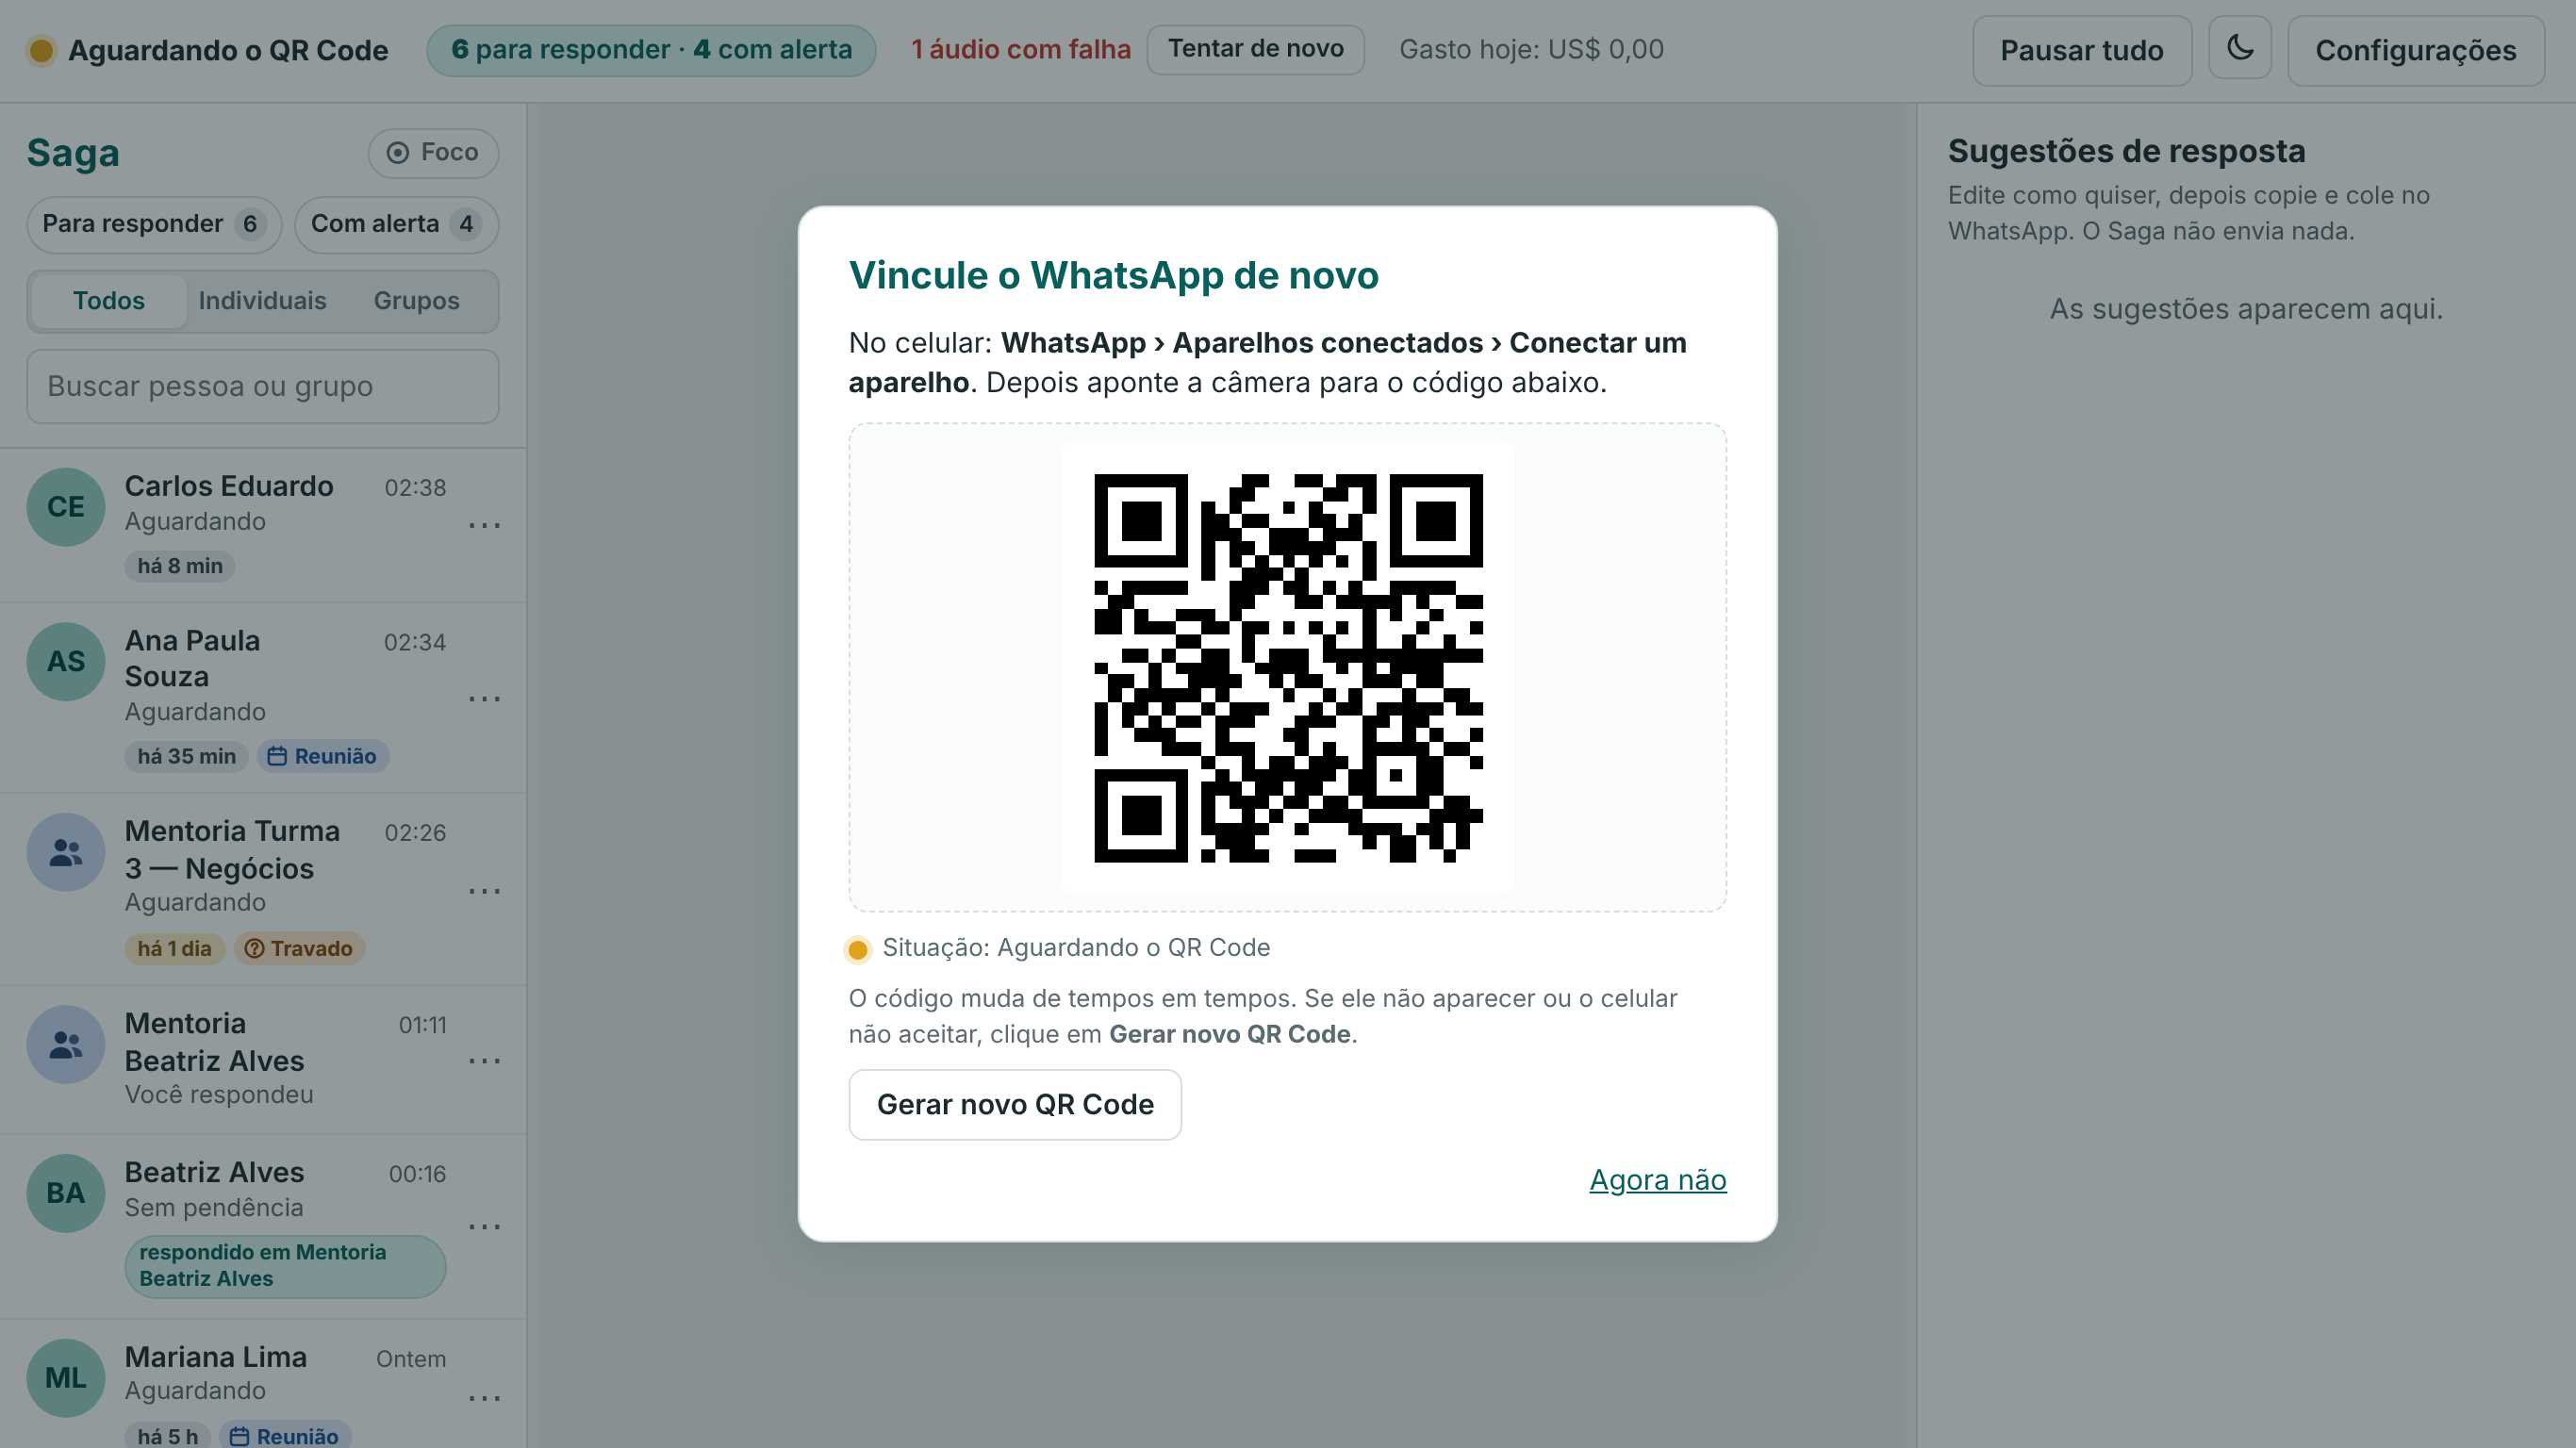 Aguardando o QR Code
6 para responder · 4 com alerta
1 áudio com falha
Tentar de novo
Gasto hoje: US$ 0,00
Pausar tudo
Configurações
Saga
Foco
Para responder 6
Com alerta 4
Todos
Individuais
Grupos
Buscar pessoa ou grupo
CE
Carlos Eduardo
02:38
Aguardando
há 8 min
AS
Ana Paula
Souza
02:34
Aguardando
há 35 min
Reunião
Mentoria Turma
3 — Negócios
02:26
Aguardando
há 1 dia
Travado
Mentoria
Beatriz Alves
01:11
Você respondeu
BA
Beatriz Alves
00:16
Sem pendência
respondido em Mentoria
Beatriz Alves
ML
Mariana Lima
Ontem
Aguardando
há 5 h
Reunião
Vincule o WhatsApp de novo
No celular: WhatsApp › Aparelhos conectados › Conectar um
aparelho. Depois aponte a câmera para o código abaixo.
Situação: Aguardando o QR Code
O código muda de tempos em tempos. Se ele não aparecer ou o celular
não aceitar, clique em Gerar novo QR Code.
Gerar novo QR Code
Agora não
Sugestões de resposta
Edite como quiser, depois copie e cole no
WhatsApp. O Saga não envia nada.
As sugestões aparecem aqui.